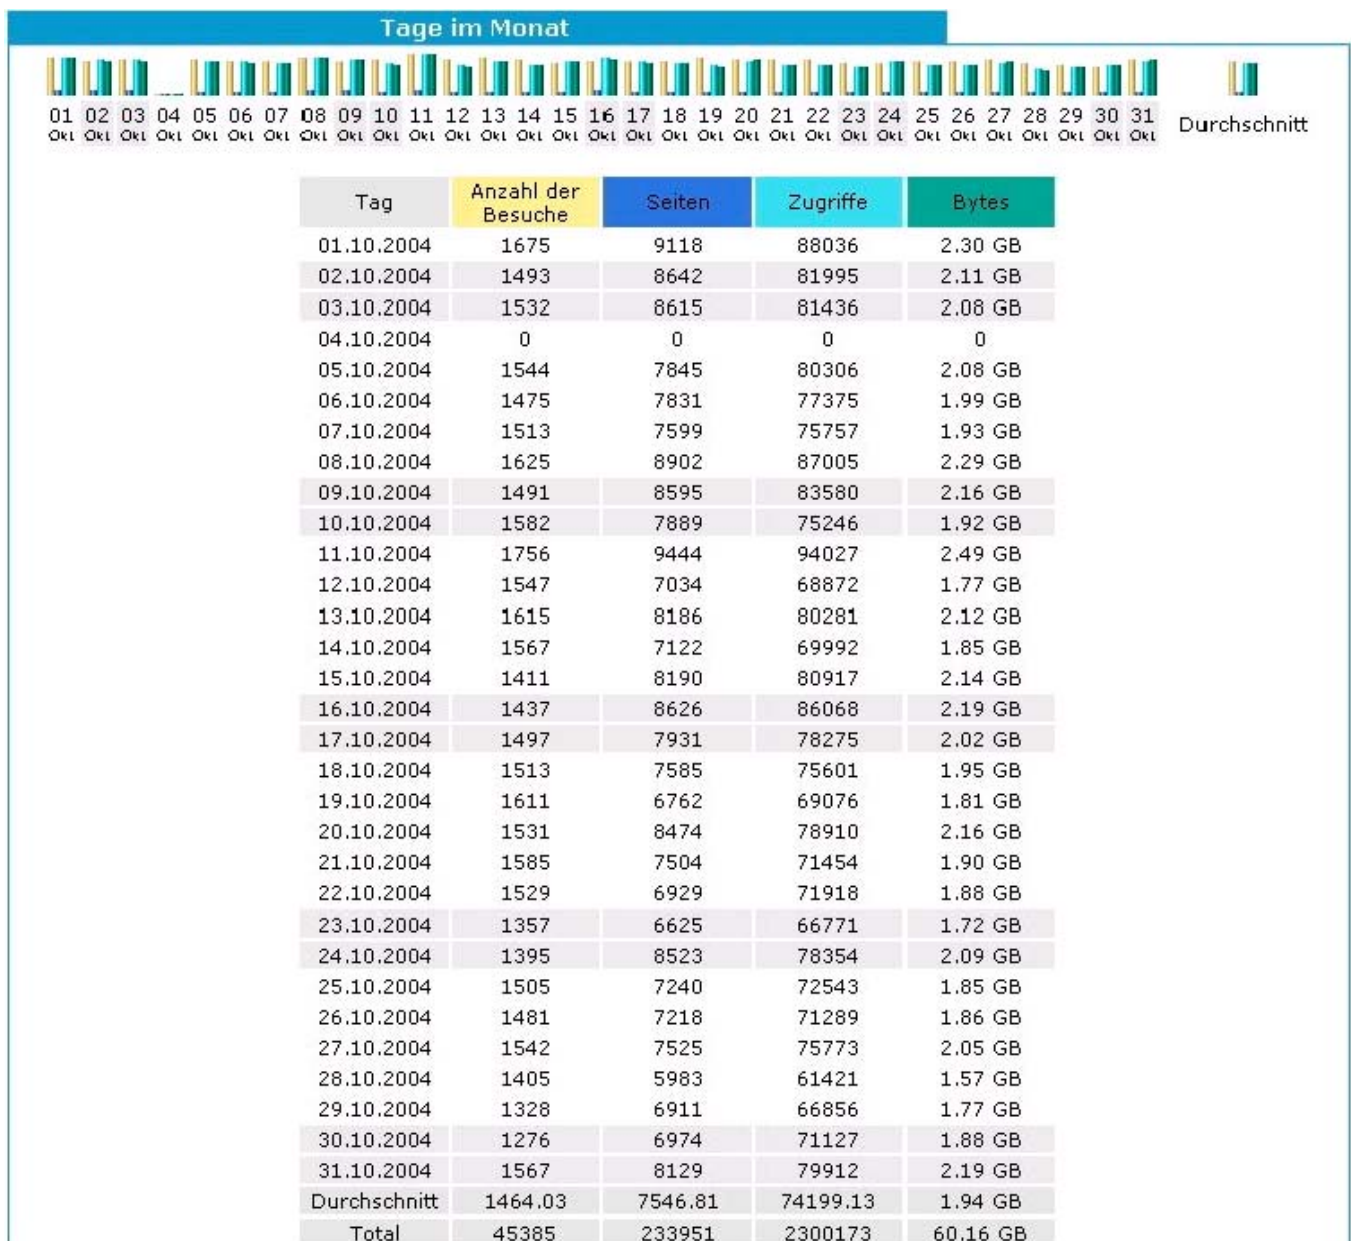 Tage im Monat
01 02 03 04 05 06 07 08 09 10 11 12 13 14 15 16 17 18 19 20 21 22 23 24 25 26 27 28 29 30 31
Okt Okt Okt Okt Okt Okt Okt Okt Okt Okt Okt Okt Okt Okt Okt Okt Okt Okt Okt Okt Okt Okt Okt Okt Okt Okt Okt Okt Okt Okt Okt
Durchschnitt
Tag Anzahl der Besuche Seiten Zugriffe Bytes
01.10.2004 1675 9118 88036 2.30 GB
02.10.2004 1493 8642 81995 2.11 GB
03.10.2004 1532 8615 81436 2.08 GB
04.10.2004 0 0 0 0
05.10.2004 1544 7845 80306 2.08 GB
06.10.2004 1475 7831 77375 1.99 GB
07.10.2004 1513 7599 75757 1.93 GB
08.10.2004 1625 8902 87005 2.29 GB
09.10.2004 1491 8595 83580 2.16 GB
10.10.2004 1582 7889 75246 1.92 GB
11.10.2004 1756 9444 94027 2.49 GB
12.10.2004 1547 7034 68872 1.77 GB
13.10.2004 1615 8186 80281 2.12 GB
14.10.2004 1567 7122 69992 1.85 GB
15.10.2004 1411 8190 80917 2.14 GB
16.10.2004 1437 8626 86068 2.19 GB
17.10.2004 1497 7931 78275 2.02 GB
18.10.2004 1513 7585 75601 1.95 GB
19.10.2004 1611 6762 69076 1.81 GB
20.10.2004 1531 8474 78910 2.16 GB
21.10.2004 1585 7504 71454 1.90 GB
22.10.2004 1529 6929 71918 1.88 GB
23.10.2004 1357 6625 66771 1.72 GB
24.10.2004 1395 8523 78354 2.09 GB
25.10.2004 1505 7240 72543 1.85 GB
26.10.2004 1481 7218 71289 1.86 GB
27.10.2004 1542 7525 75773 2.05 GB
28.10.2004 1405 5983 61421 1.57 GB
29.10.2004 1328 6911 66856 1.77 GB
30.10.2004 1276 6974 71127 1.88 GB
31.10.2004 1567 8129 79912 2.19 GB
Durchschnitt 1464.03 7546.81 74199.13 1.94 GB
Total 45385 233951 2300173 60.16 GB